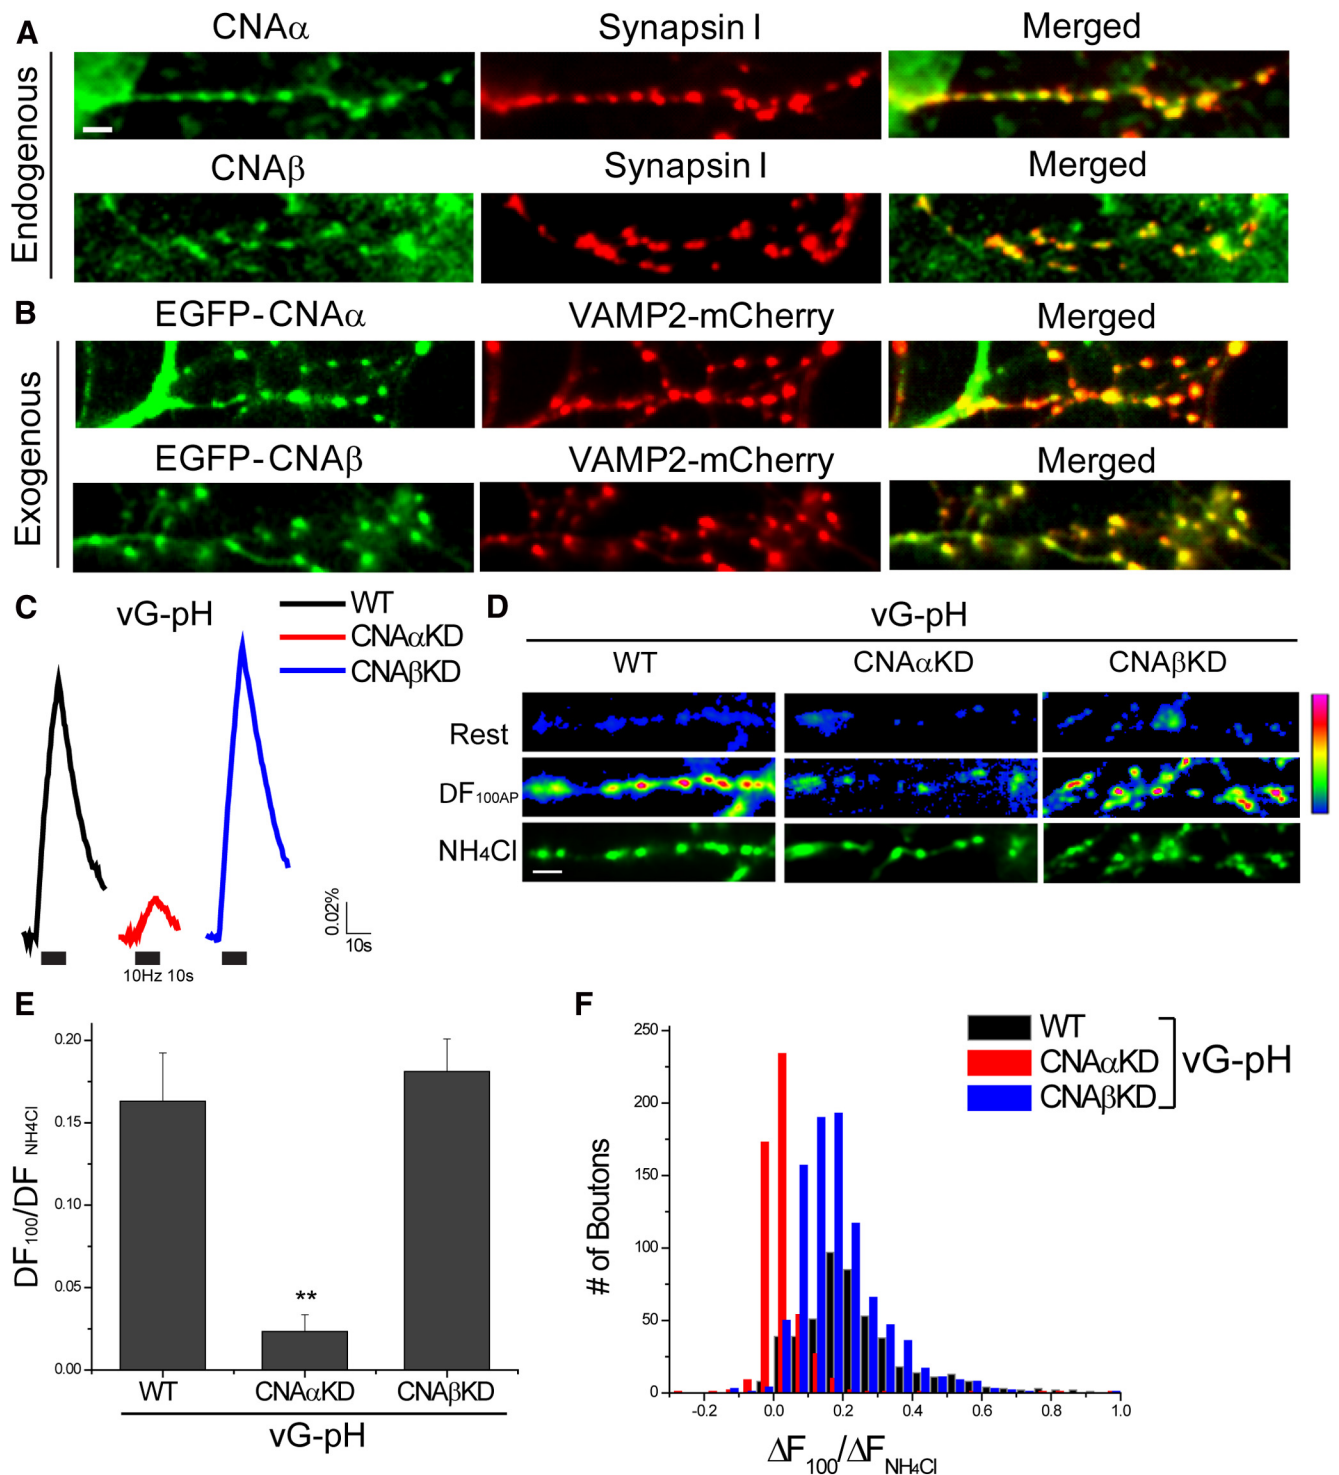 A
CNAα
Synapsin I
Merged
Endogenous
CNAβ
Synapsin I
Merged
B
EGFP-CNAα
VAMP2-mCherry
Merged
Exogenous
EGFP-CNAβ
VAMP2-mCherry
Merged
C
vG-pH
WT
CNAαKD
CNAβKD
0.02%
10s
10Hz 10s
D
vG-pH
WT
CNAαKD
CNAβKD
Rest
DF100AP
NH4Cl
E
DF100/DF NH4Cl
0.20
0.15
0.10
0.05
0.00
**
WT
CNAαKD
CNAβKD
vG-pH
F
# of Boutons
250
200
150
100
50
0
-0.2
0.0
0.2
0.4
0.6
0.8
1.0
ΔF100/ΔFNH4Cl
WT
CNAαKD
CNAβKD
vG-pH